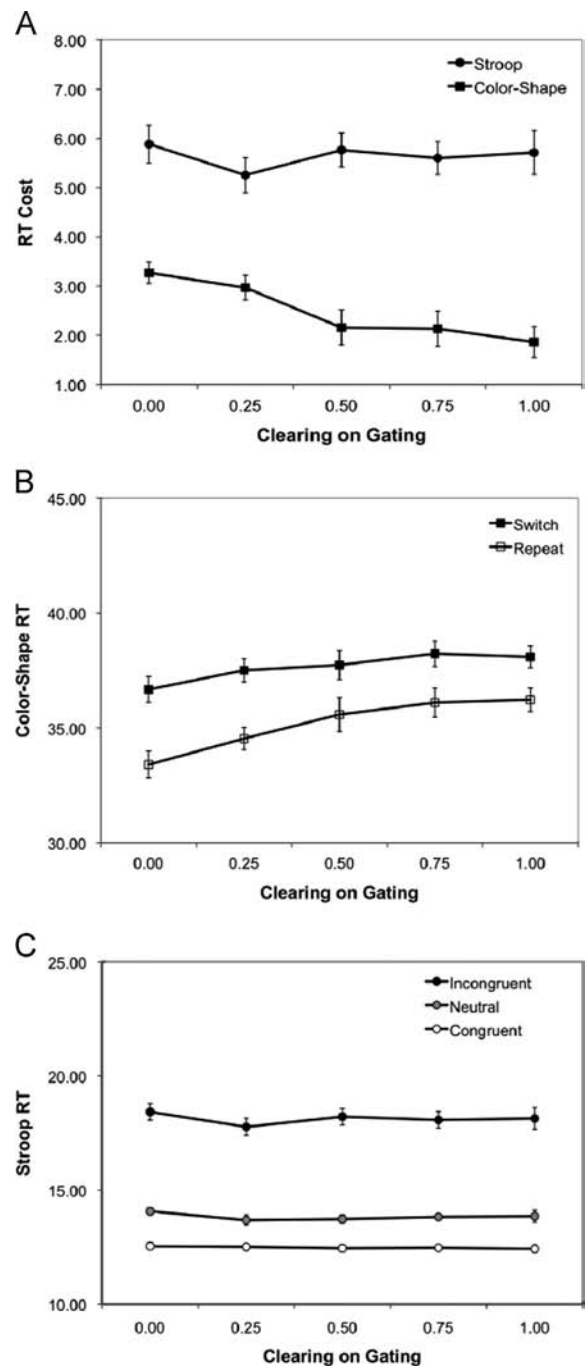 A
8.00
Stroop
Color-Shape
7.00
6.00
5.00
RT Cost
4.00
3.00
2.00
1.00
0.00 0.25 0.50 0.75 1.00
Clearing on Gating
B
45.00
Switch
Repeat
40.00
Color-Shape RT
35.00
30.00
0.00 0.25 0.50 0.75 1.00
Clearing on Gating
C
25.00
Incongruent
Neutral
Congruent
20.00
Stroop RT
15.00
10.00
0.00 0.25 0.50 0.75 1.00
Clearing on Gating